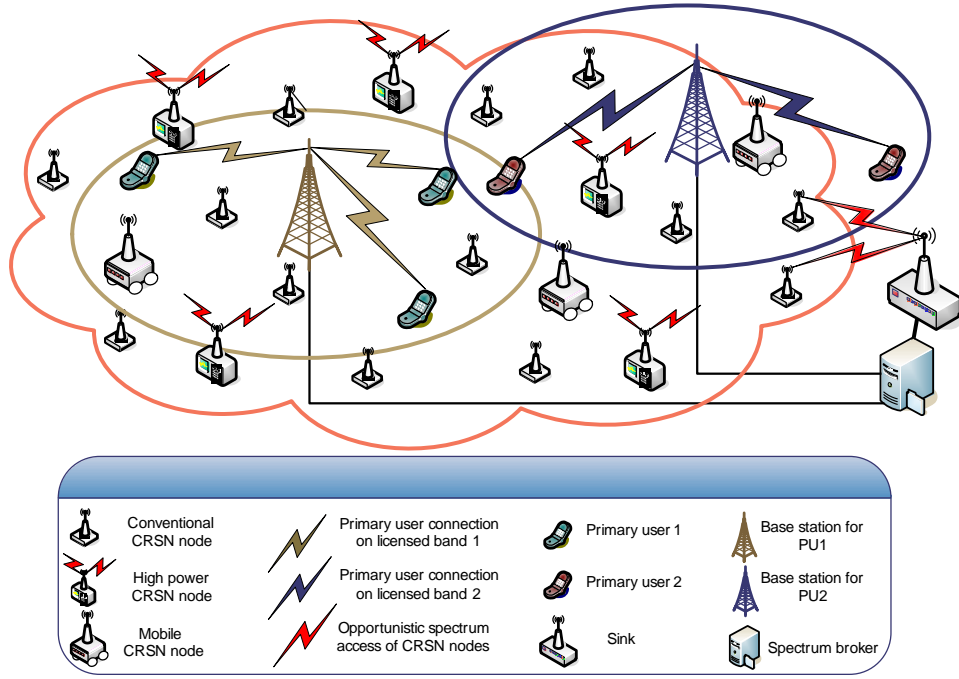 Conventional
CRSN node
Primary user connection
on licensed band 1
Primary user 1
Base station for
PU1
High power
CRSN node
Primary user connection
on licensed band 2
Primary user 2
Base station for
PU2
Mobile
CRSN node
Opportunistic spectrum
access of CRSN nodes
Sink
Spectrum broker